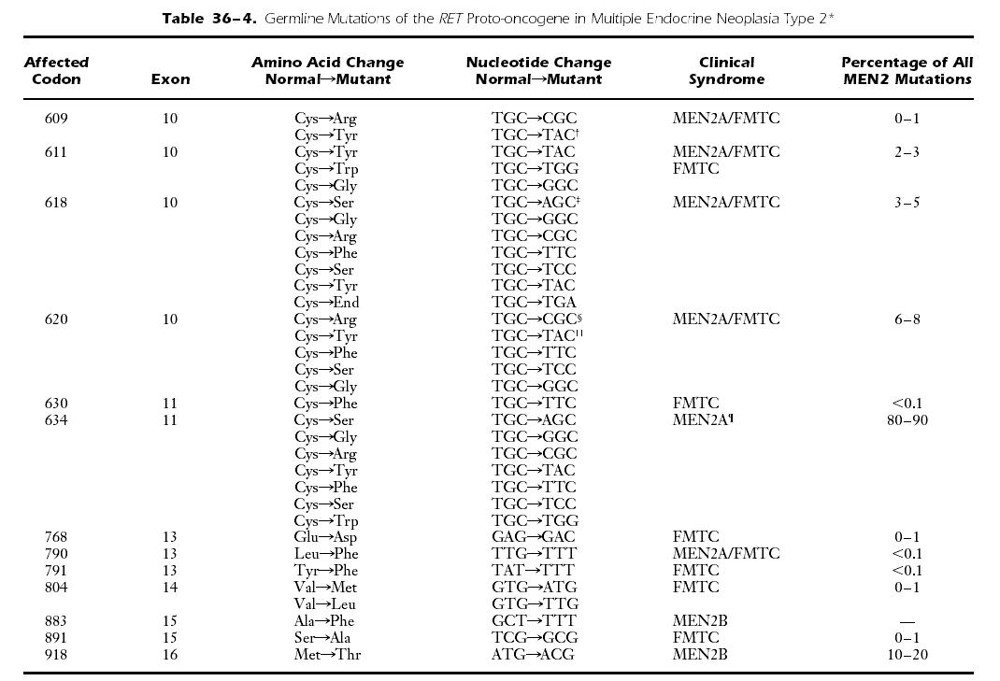 Table 36–4. Germline Mutations of the RET Proto-oncogene in Multiple Endocrine Neoplasia Type 2*
Affected Amino Acid Change Nucleotide Change Clinical Percentage of All
Codon Exon Normal→Mutant Normal→Mutant Syndrome MEN2 Mutations
609 10 Cys→Arg TGC→CGC MEN2A/FMTC 0–1
Cys→Tyr TGC→TAC†
611 10 Cys→Tyr TGC→TAC MEN2A/FMTC 2–3
Cys→Trp TGC→TGG FMTC
Cys→Gly TGC→GGC
618 10 Cys→Ser TGC→AGC‡ MEN2A/FMTC 3–5
Cys→Gly TGC→GGC
Cys→Arg TGC→CGC
Cys→Phe TGC→TTC
Cys→Ser TGC→TCC
Cys→Tyr TGC→TAC
Cys→End TGC→TGA
620 10 Cys→Arg TGC→CGC§ MEN2A/FMTC 6–8
Cys→Tyr TGC→TAC||
Cys→Phe TGC→TTC
Cys→Ser TGC→TCC
Cys→Gly TGC→GGC
630 11 Cys→Phe TGC→TTC FMTC <0.1
634 11 Cys→Ser TGC→AGC MEN2A¶ 80–90
Cys→Gly TGC→GGC
Cys→Arg TGC→CGC
Cys→Tyr TGC→TAC
Cys→Phe TGC→TTC
Cys→Ser TGC→TCC
Cys→Trp TGC→TGG
768 13 Glu→Asp GAG→GAC FMTC 0–1
790 13 Leu→Phe TTG→TTT MEN2A/FMTC <0.1
791 13 Tyr→Phe TAT→TTT FMTC <0.1
804 14 Val→Met GTG→ATG FMTC 0–1
Val→Leu GTG→TTG
883 15 Ala→Phe GCT→TTT MEN2B —
891 15 Ser→Ala TCG→GCG FMTC 0–1
918 16 Met→Thr ATG→ACG MEN2B 10–20